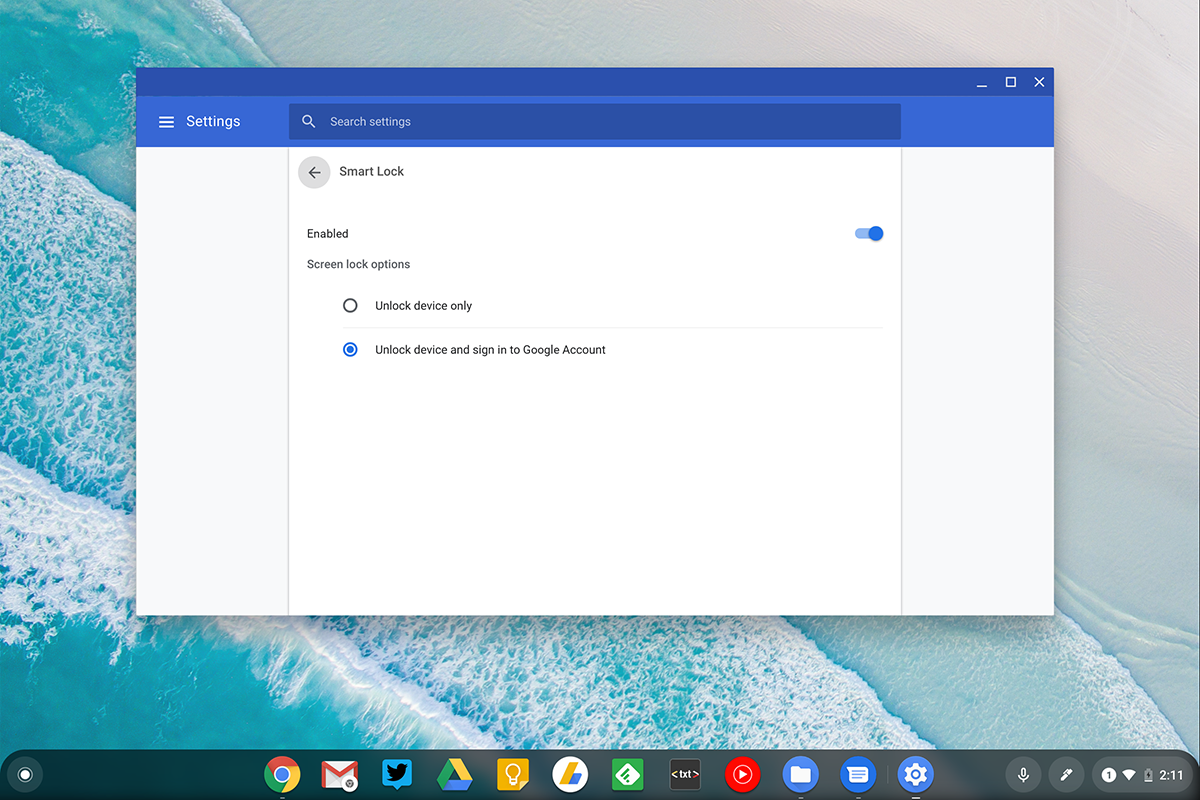 Settings
Search settings
Smart Lock
Enabled
Screen lock options
Unlock device only
Unlock device and sign in to Google Account
<txt>
1
2:11